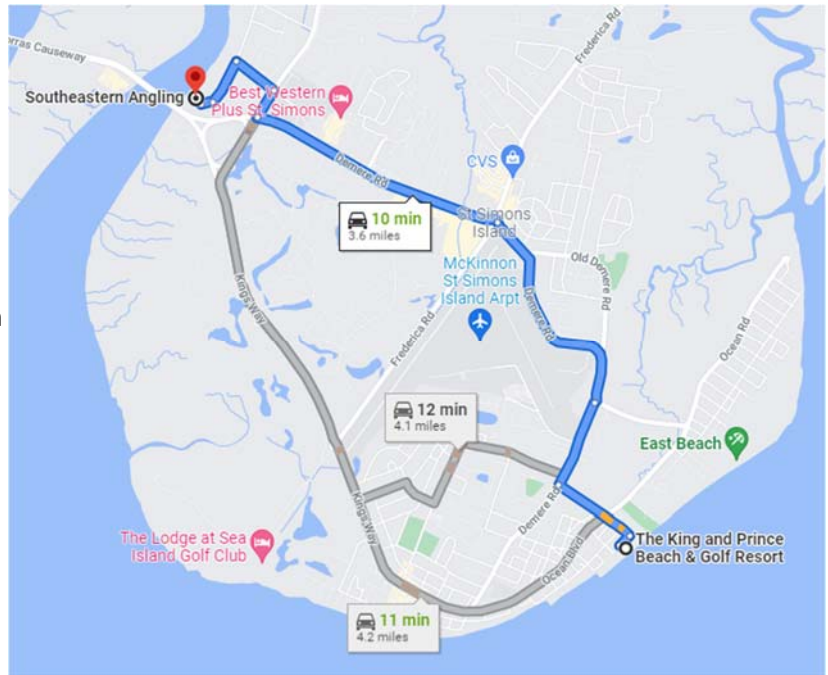 orras Causeway
Southeastern Angling
Best Western
Plus St. Simons
Frederica Rd
Demere Rd
CVS
10 min
3.6 miles
St Simons
Island
McKinnon
St Simons
Island Arpt
Old Demere Rd
Demere Rd
Kings Way
Frederica Rd
Ocean Rd
12 min
4.1 miles
East Beach
Kings Way
Demere Rd
The Lodge at Sea
Island Golf Club
Ocean Blvd
The King and Prince
Beach & Golf Resort
11 min
4.2 miles